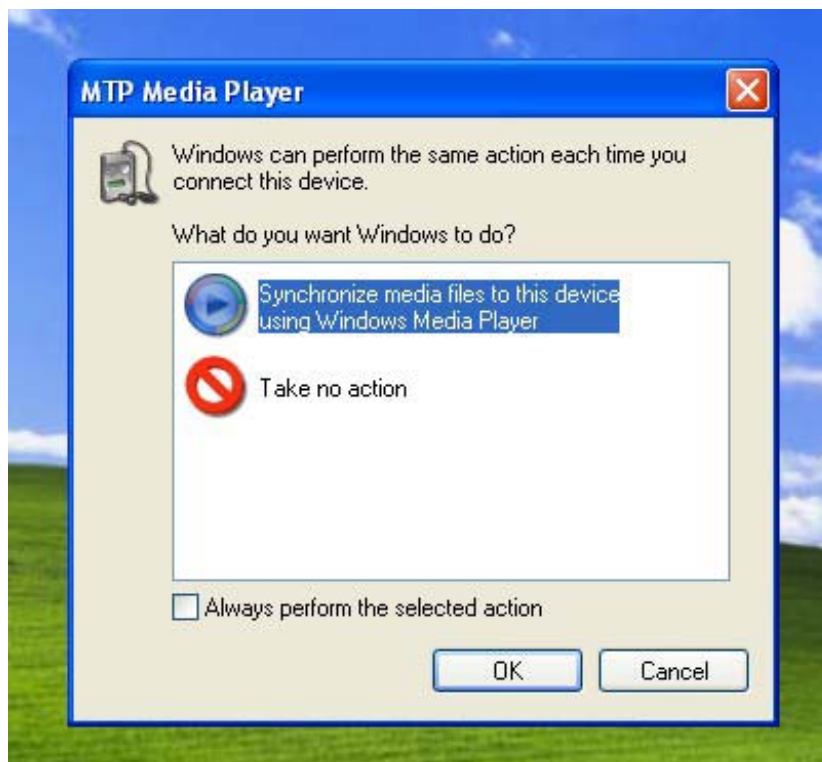 MTP Media Player
Windows can perform the same action each time you
connect this device.
What do you want Windows to do?
Synchronize media files to this device
using Windows Media Player
Take no action
Always perform the selected action
OK
Cancel